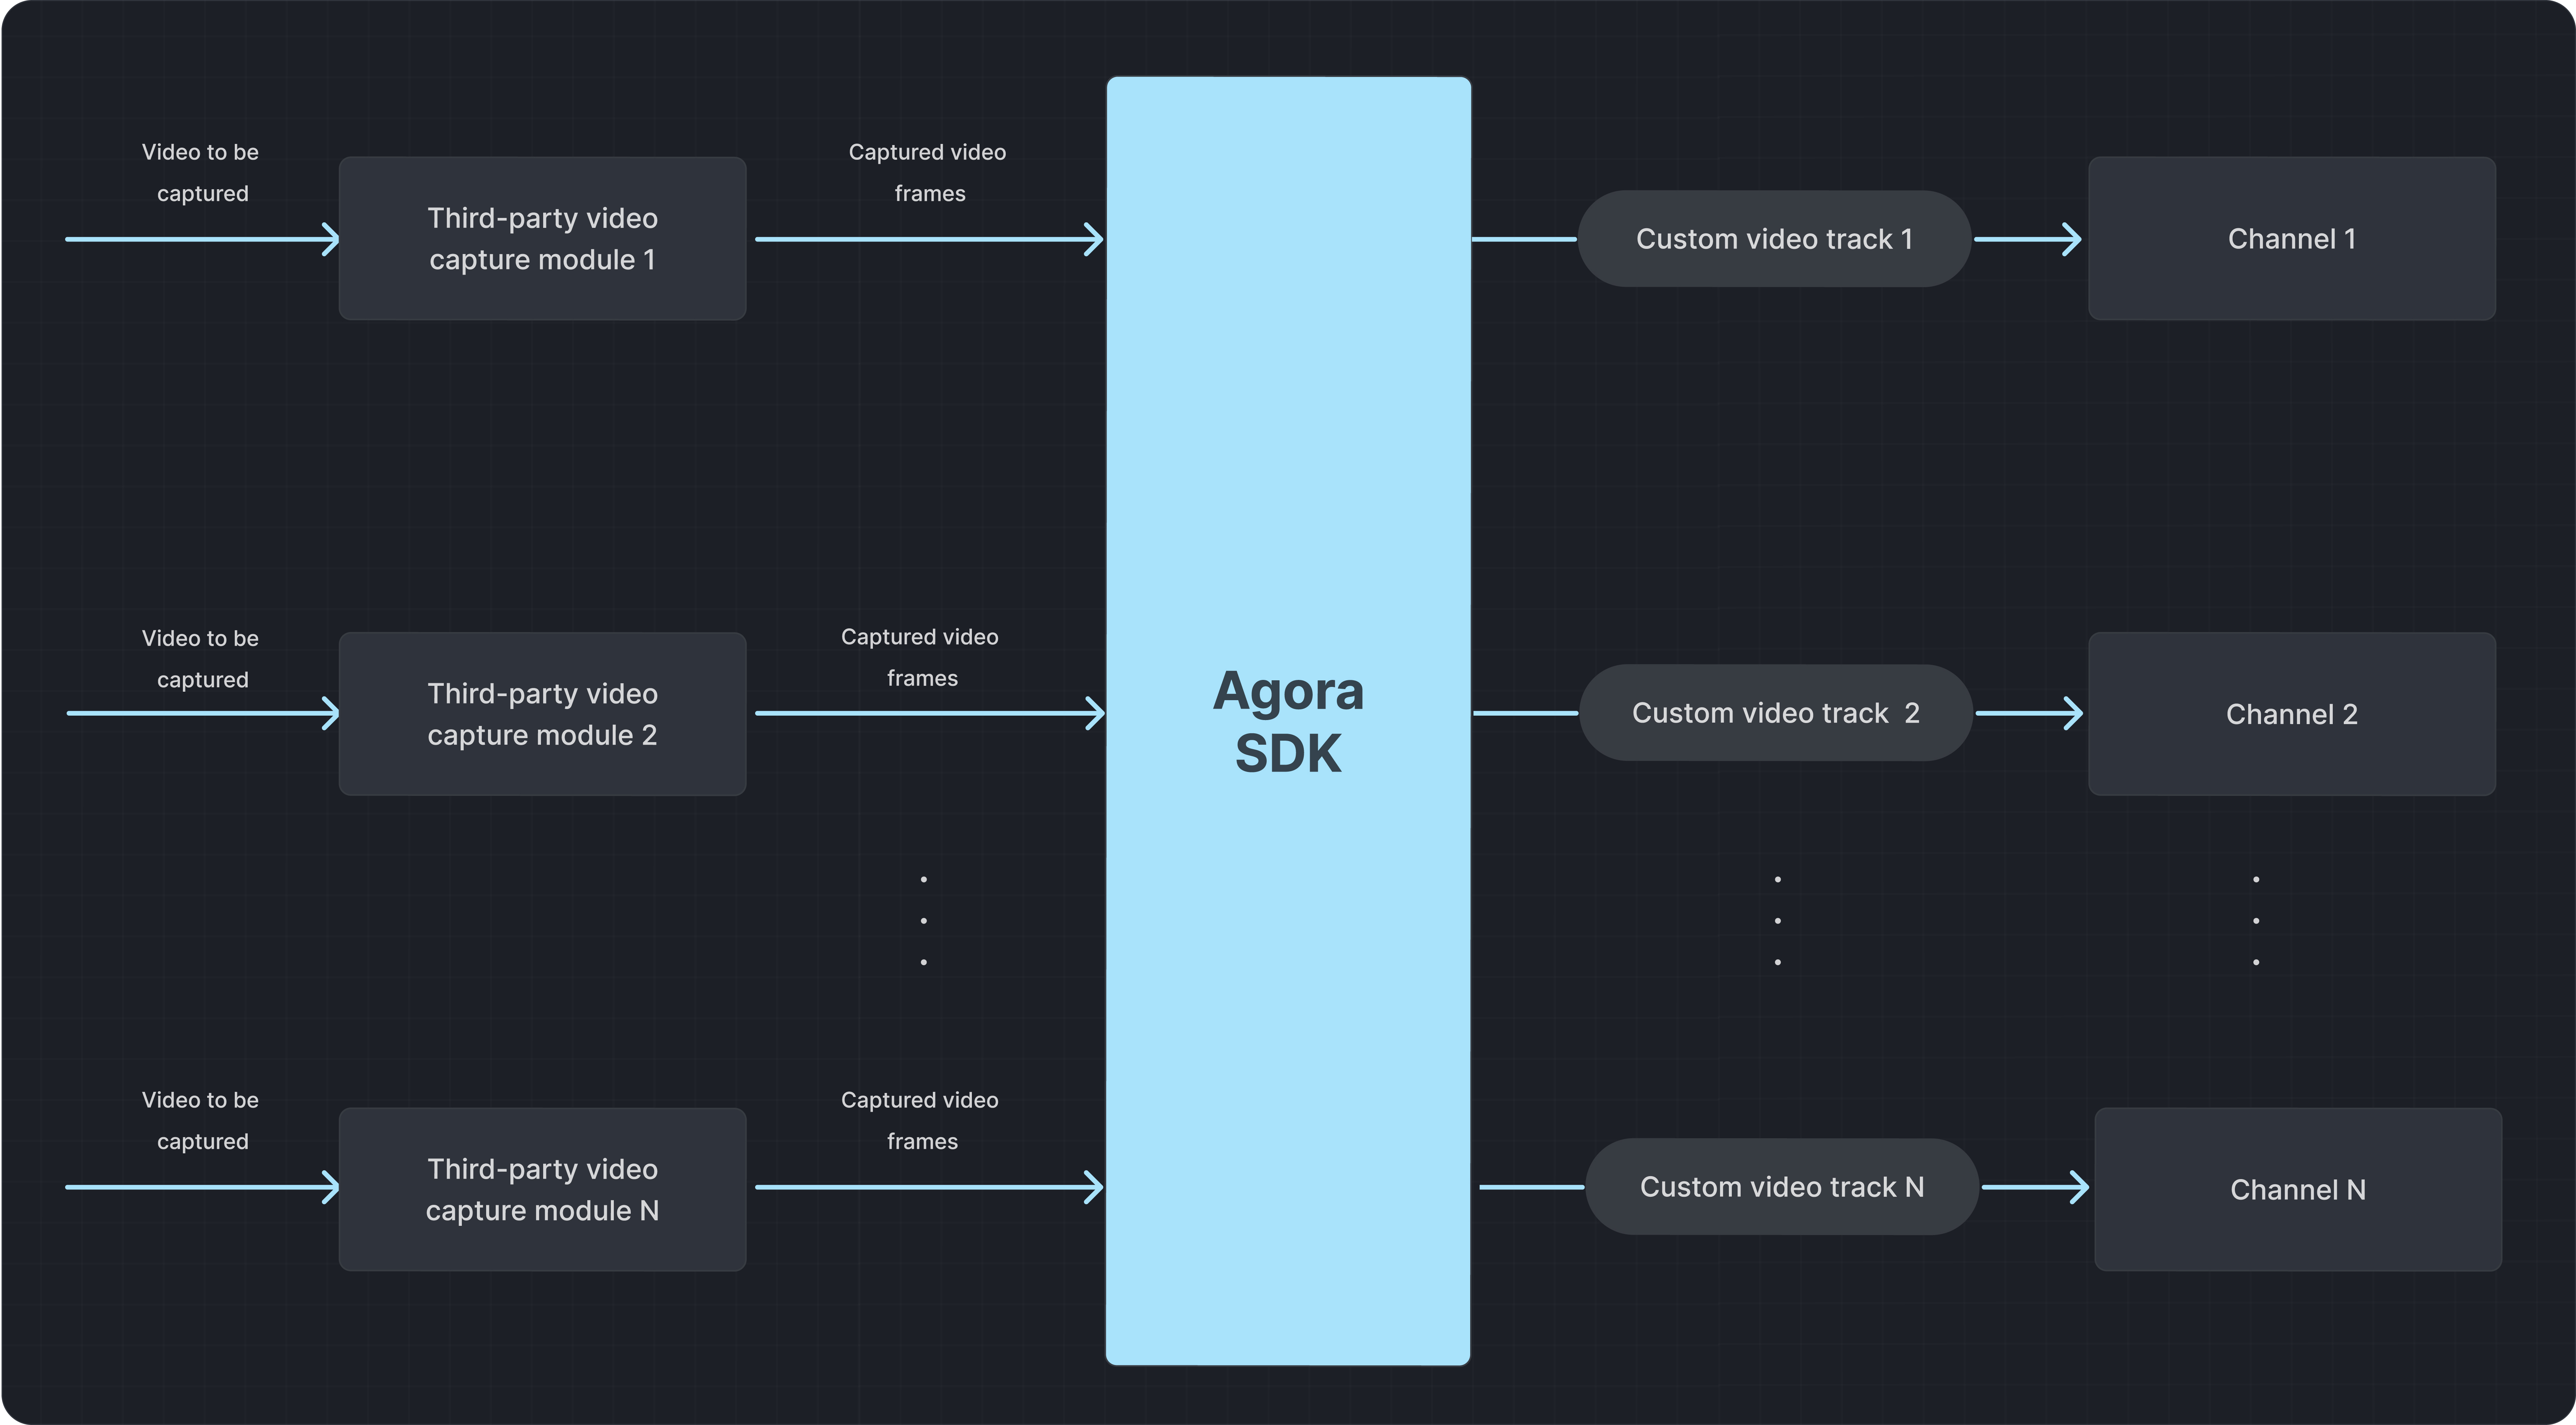 Video to be
captured
Third-party video
capture module 1
Captured video
frames
Custom video track 1
Channel 1
Video to be
captured
Third-party video
capture module 2
Captured video
frames
Agora
SDK
Custom video track  2
Channel 2
Video to be
captured
Third-party video
capture module N
Captured video
frames
Custom video track N
Channel N